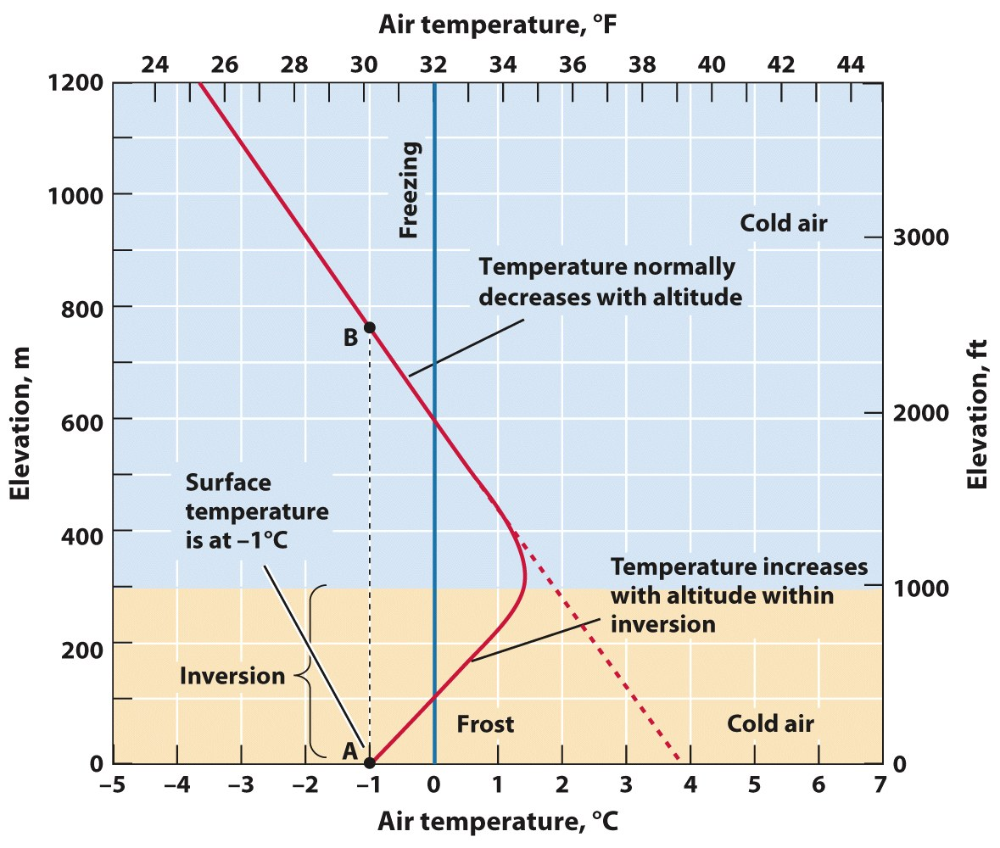 Air temperature, °F
24 26 28 30 32 34 36 38 40 42 44
1200
1000
800
600
400
200
0
Elevation, m
3000
2000
1000
0
Elevation, ft
Freezing
Cold air
Temperature normally
decreases with altitude
B
Surface
temperature
is at –1°C
Temperature increases
with altitude within
inversion
Inversion
A
Frost
Cold air
–5 –4 –3 –2 –1 0 1 2 3 4 5 6 7
Air temperature, °C